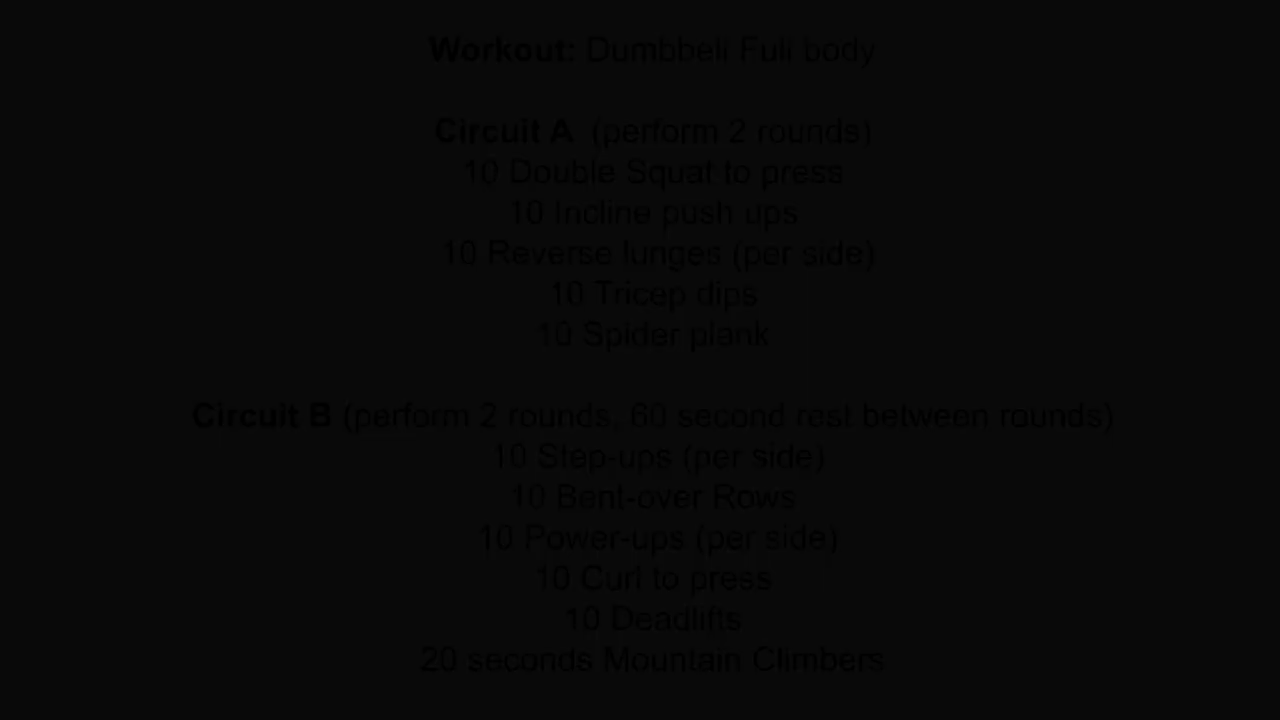 Workout: Dumbbell Full body
Circuit A (perform 2 rounds)
10 Double Squat to press
10 Incline push ups
10 Reverse lunges (per side)
10 Tricep dips
10 Spider plank
Circuit B (perform 2 rounds, 60 second rest between rounds)
10 Step-ups (per side)
10 Bent-over Rows
10 Power-ups (per side)
10 Curl to press
10 Deadlifts
20 seconds Mountain Climbers